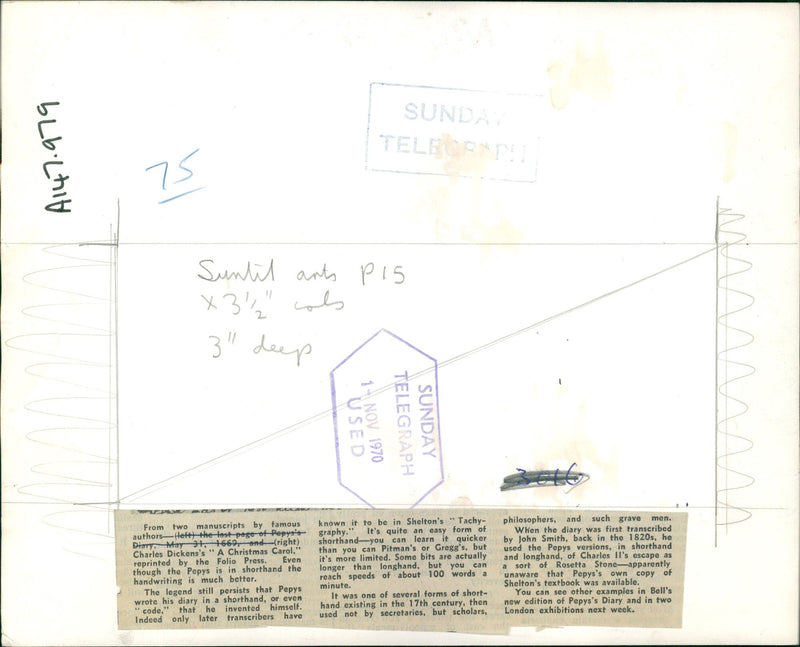 A147.979
75
SUNDAY
TELEGRAPH
Suntel arts P15
x 3 1/2" cols
3" deep
SUNDAY
TELEGRAPH
1 - NOV 1970
USED
3016
From two manuscripts by famous
authors—(left) the last page of Pepys's
Diary, May 31, 1669, and (right)
Charles Dickens's "A Christmas Carol,"
reprinted by the Folio Press. Even
though the Pepys is in shorthand the
handwriting is much better.
The legend still persists that Pepys
wrote his diary in a shorthand, or even
"code," that he invented himself.
Indeed only later transcribers have
known it to be in Shelton's "Tachy-
graphy." It's quite an easy form of
shorthand—you can learn it quicker
than you can Pitman's or Gregg's, but
it's more limited. Some bits are actually
longer than longhand, but you can
reach speeds of about 100 words a
minute.
It was one of several forms of short-
hand existing in the 17th century, then
used not by secretaries, but scholars,
philosophers, and such grave men.
When the diary was first transcribed
by John Smith, back in the 1820s, he
used the Pepys versions, in shorthand
and longhand, of Charles II's escape as
a sort of Rosetta Stone—apparently
unaware that Pepys's own copy of
Shelton's textbook was available.
You can see other examples in Bell's
new edition of Pepys's Diary and in two
London exhibitions next week.